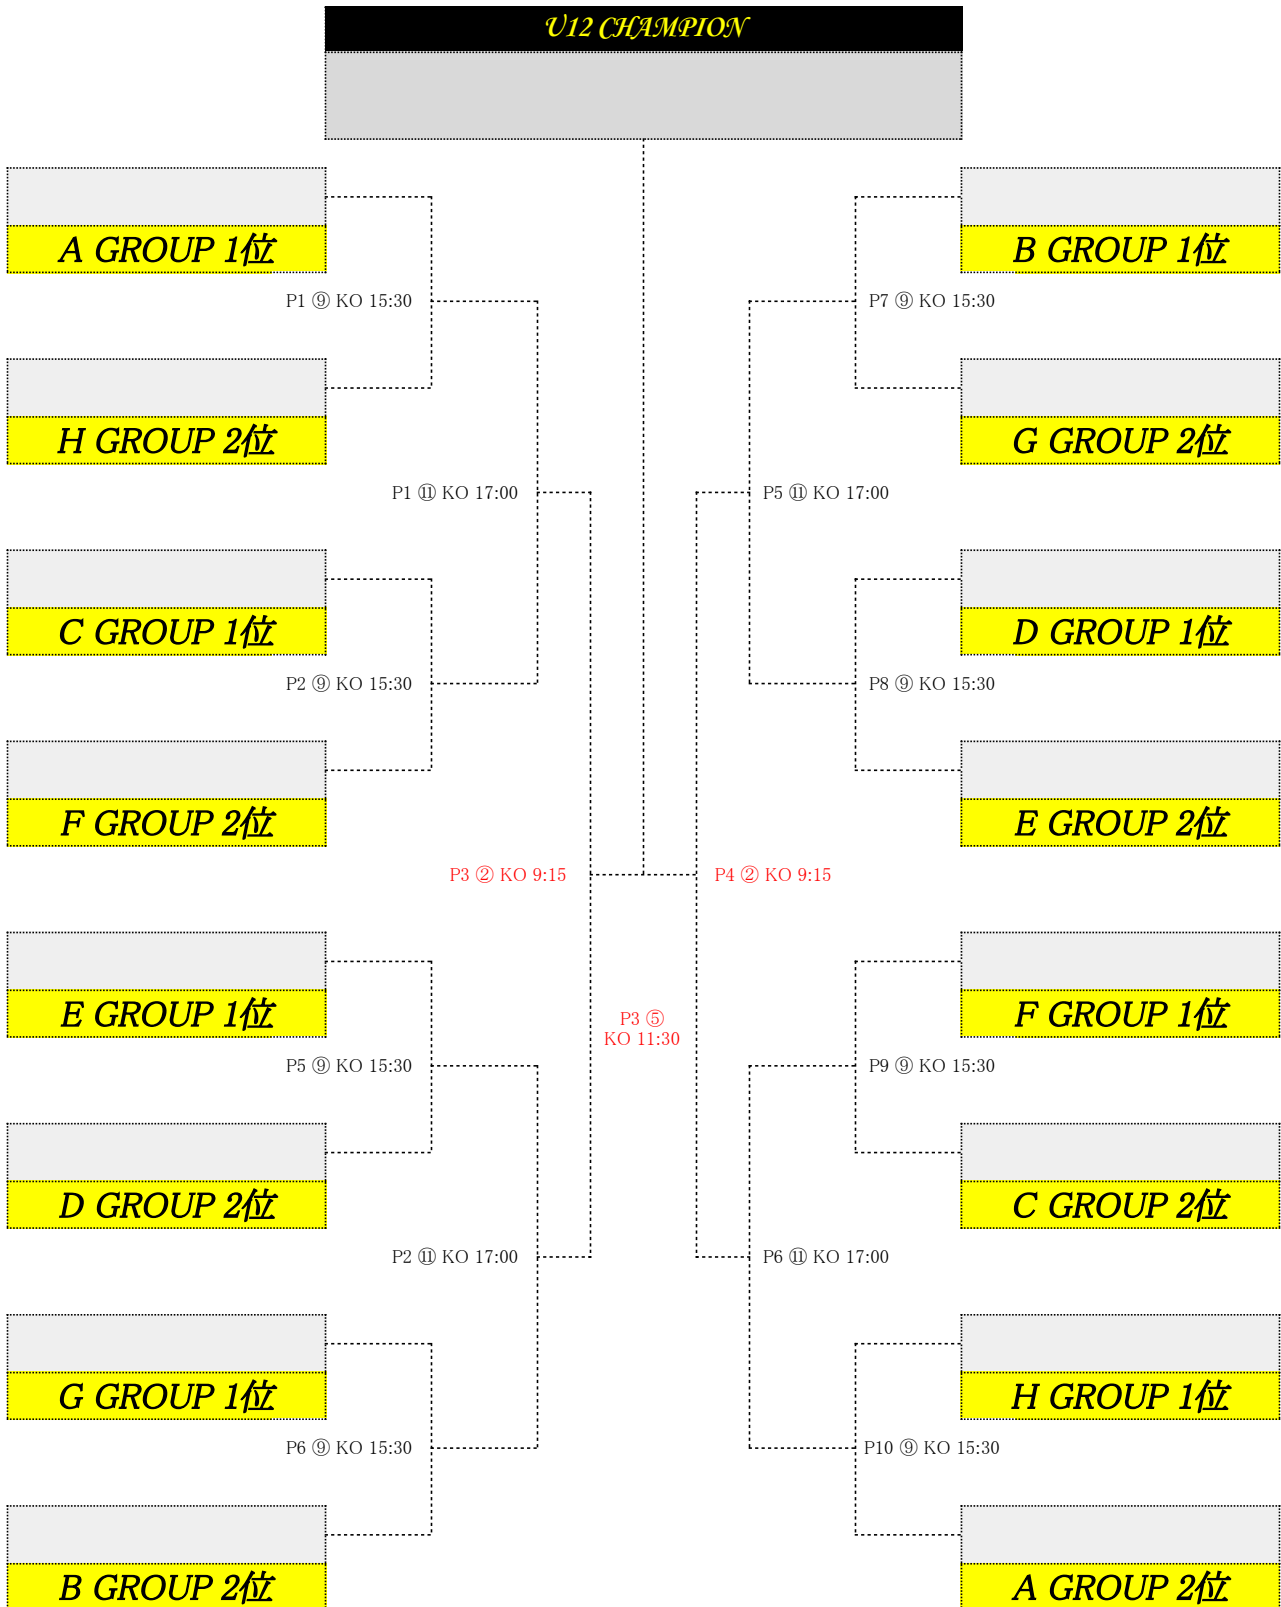 U12 CHAMPION
A GROUP 1位
B GROUP 1位
P1 ⑨ KO 15:30
P7 ⑨ KO 15:30
H GROUP 2位
G GROUP 2位
P1 ⑪ KO 17:00
P5 ⑪ KO 17:00
C GROUP 1位
D GROUP 1位
P2 ⑨ KO 15:30
P8 ⑨ KO 15:30
F GROUP 2位
E GROUP 2位
P3 ② KO 9:15
P4 ② KO 9:15
E GROUP 1位
F GROUP 1位
P3 ⑤
KO 11:30
P5 ⑨ KO 15:30
P9 ⑨ KO 15:30
D GROUP 2位
C GROUP 2位
P2 ⑪ KO 17:00
P6 ⑪ KO 17:00
G GROUP 1位
H GROUP 1位
P6 ⑨ KO 15:30
P10 ⑨ KO 15:30
B GROUP 2位
A GROUP 2位